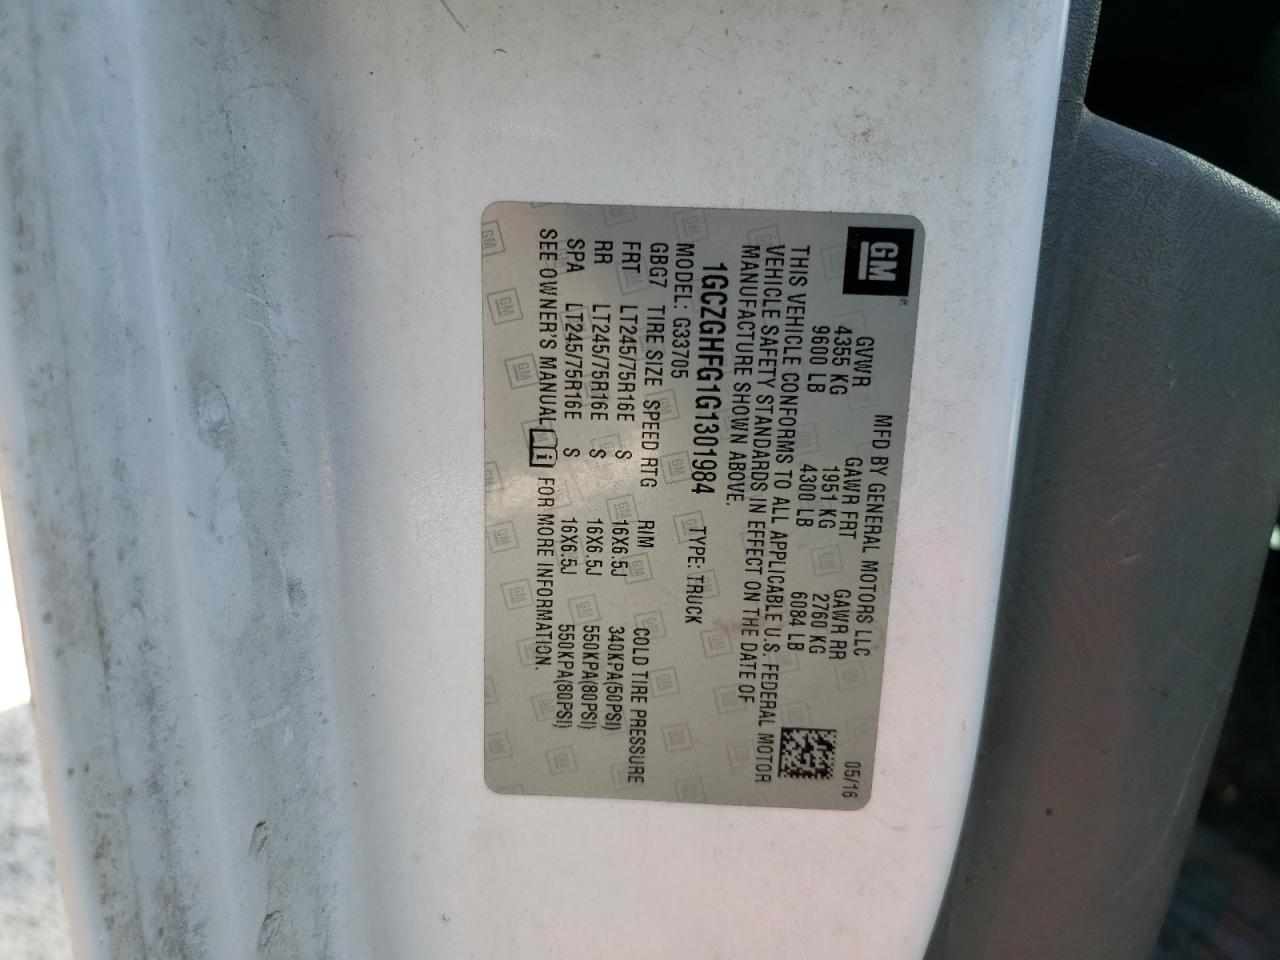 GM
MFD BY GENERAL MOTORS LLC 05/16
GVWR GAWR FRT GAWR RR
4355 KG 1951 KG 2760 KG
9600 LB 4300 LB 6084 LB
THIS VEHICLE CONFORMS TO ALL APPLICABLE U.S. FEDERAL MOTOR
VEHICLE SAFETY STANDARDS IN EFFECT ON THE DATE OF
MANUFACTURE SHOWN ABOVE.
1GCZGHFG1G1301984 TYPE: TRUCK
MODEL: G33705
GBG7 TIRE SIZE SPEED RTG RIM COLD TIRE PRESSURE
FRT LT245/75R16E S 16X6.5J 340KPA(50PSI)
RR LT245/75R16E S 16X6.5J 550KPA(80PSI)
SPA LT245/75R16E S 16X6.5J 550KPA(80PSI)
SEE OWNER'S MANUAL i FOR MORE INFORMATION.